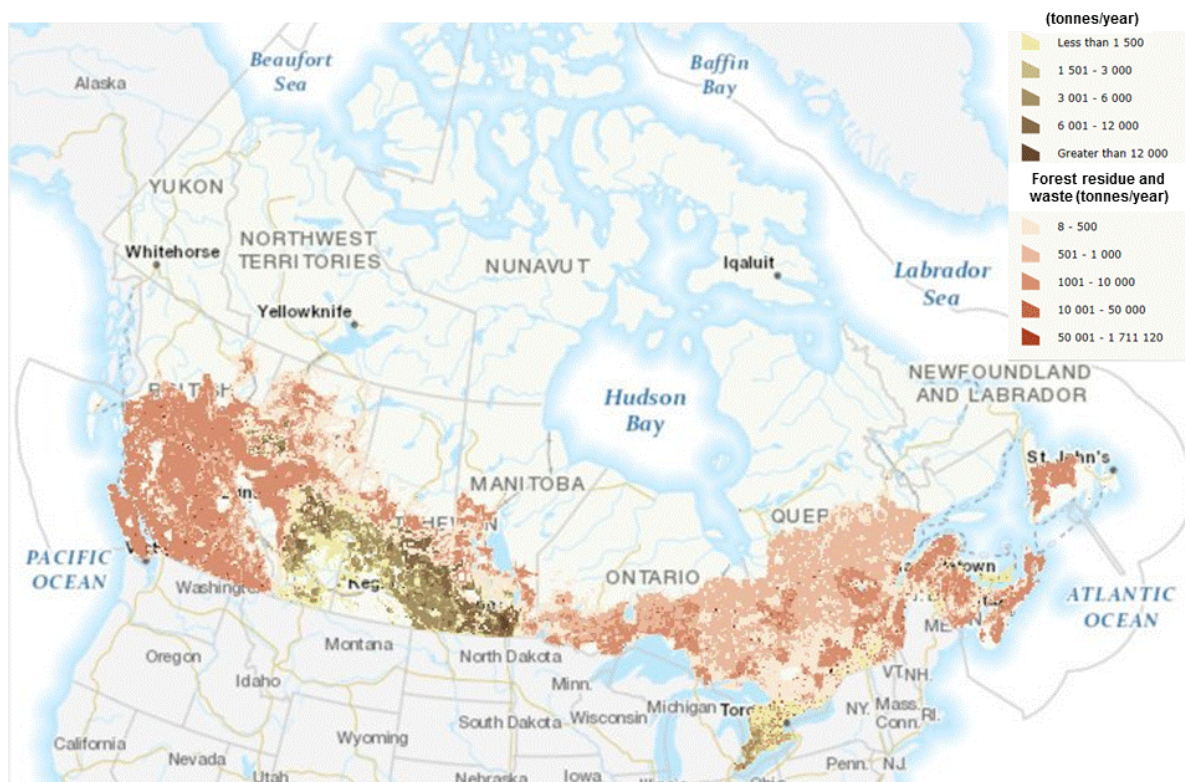 (tonnes/year)
Less than 1 500
1 501 - 3 000
3 001 - 6 000
6 001 - 12 000
Greater than 12 000
Forest residue and
waste (tonnes/year)
8 - 500
501 - 1 000
1001 - 10 000
10 001 - 50 000
50 001 - 1 711 120
Beaufort
Sea
Baffin
Bay
Alaska
YUKON
Whitehorse
NORTHWEST
TERRITORIES
NUNAVUT
Iqaluit
Labrador
Sea
Yellowknife
NEWFOUNDLAND
AND LABRADOR
Hudson
Bay
St. John's
MANITOBA
QUEP
PACIFIC
OCEAN
ONTARIO
ATLANTIC
OCEAN
Washingt
Montana
North Dakota
Oregon
Idaho
Minn.
ME
VT.
NH.
Michigan
Toro
NY.
Mass.
Conn.
RI.
South Dakota
Wisconsin
Wyoming
California
Nevada
Utah
Nebraska
Iowa
Ohio
Penn.
NJ.